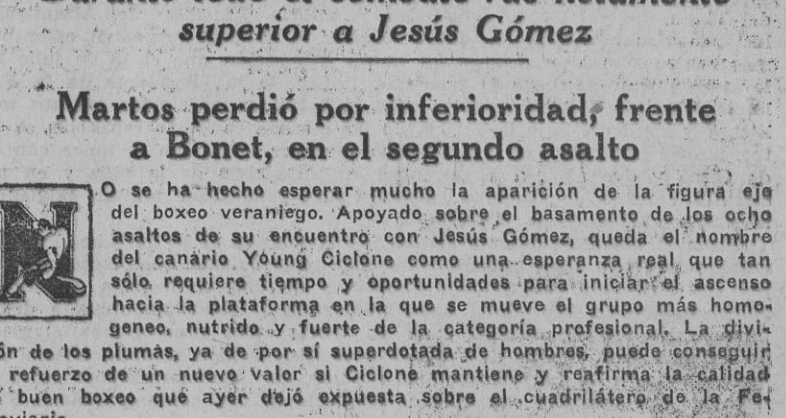 superior a Jesús Gómez
Martos perdió por inferioridad, frente
a Bonet, en el segundo asalto
NO se ha hecho esperar mucho la aparición de la figura eje
del boxeo veraniego. Apoyado sobre el basamento de los ocho
asaltos de su encuentro con Jesús Gómez, queda el nombre
del canario Young Ciclone como una esperanza real que tan
sólo requiere tiempo y oportunidades para iniciar el ascenso
hacia la plataforma en la que se mueve el grupo más homo-
geneo, nutrido y fuerte de la categoría profesional. La divi-
ón de los plumas, ya de por sí superdotada de hombres, puede conseguir
refuerzo de un nuevo valor si Ciclone mantiene y reafirma la calidad
buen boxeo que ayer dejó expuesta sobre el cuadrilátero de la Fe-